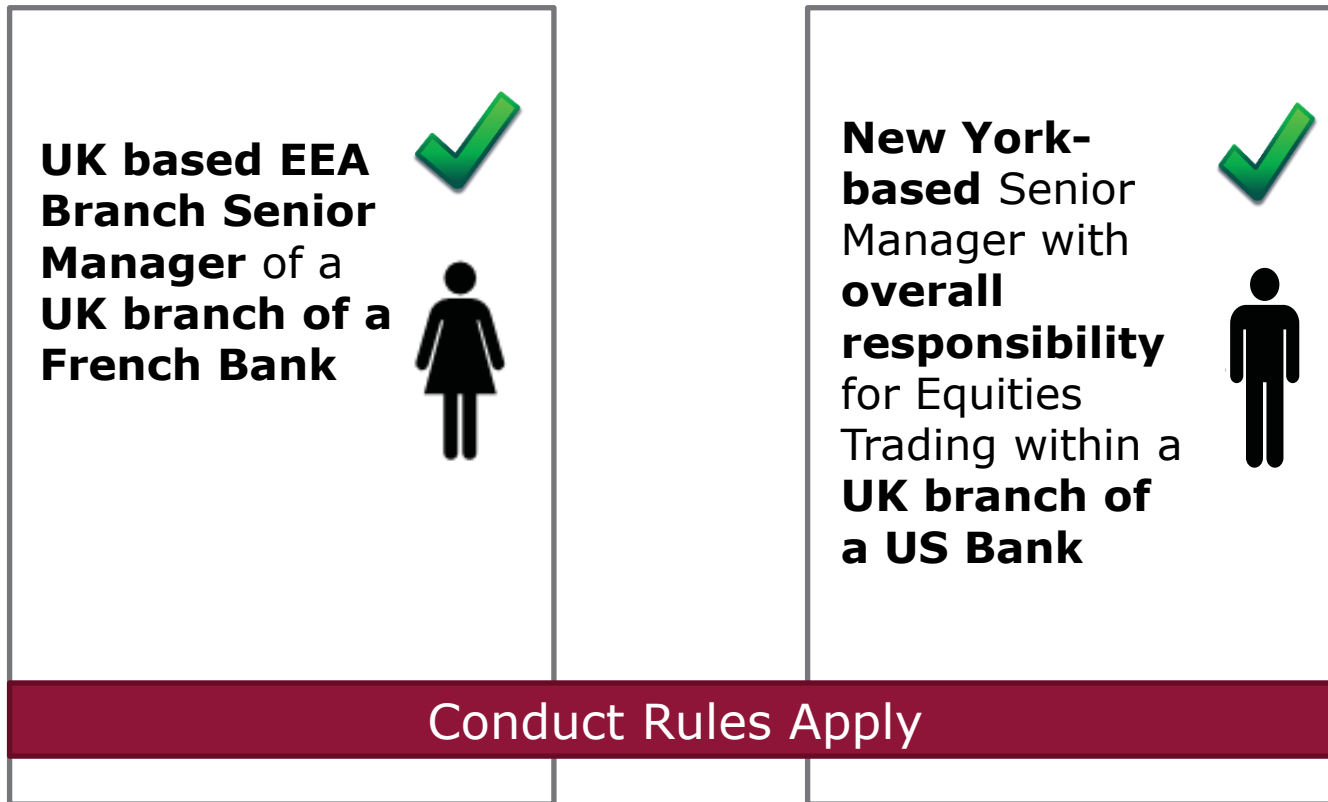 UK based EEA
Branch Senior
Manager of a
UK branch of a
French Bank
New York-
based Senior
Manager with
overall
responsibility
for Equities
Trading within a
UK branch of
a US Bank
Conduct Rules Apply